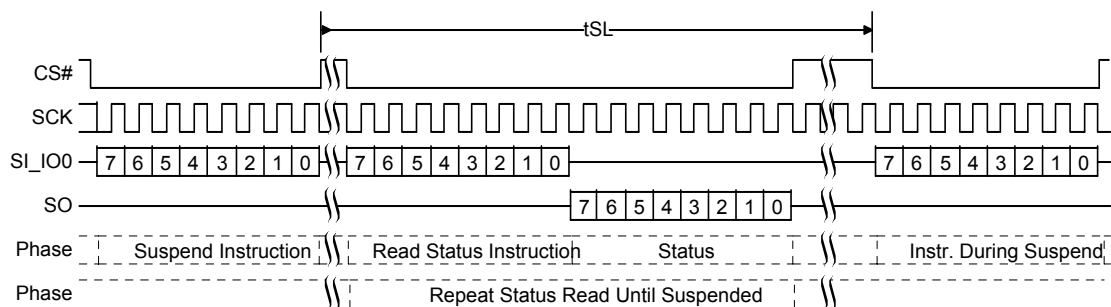 tSL
CS#
SCK
SI_IO0 7 6 5 4 3 2 1 0 7 6 5 4 3 2 1 0 7 6 5 4 3 2 1 0
SO 7 6 5 4 3 2 1 0
Phase Suspend Instruction Read Status Instruction Status Instr. During Suspend
Phase Repeat Status Read Until Suspended